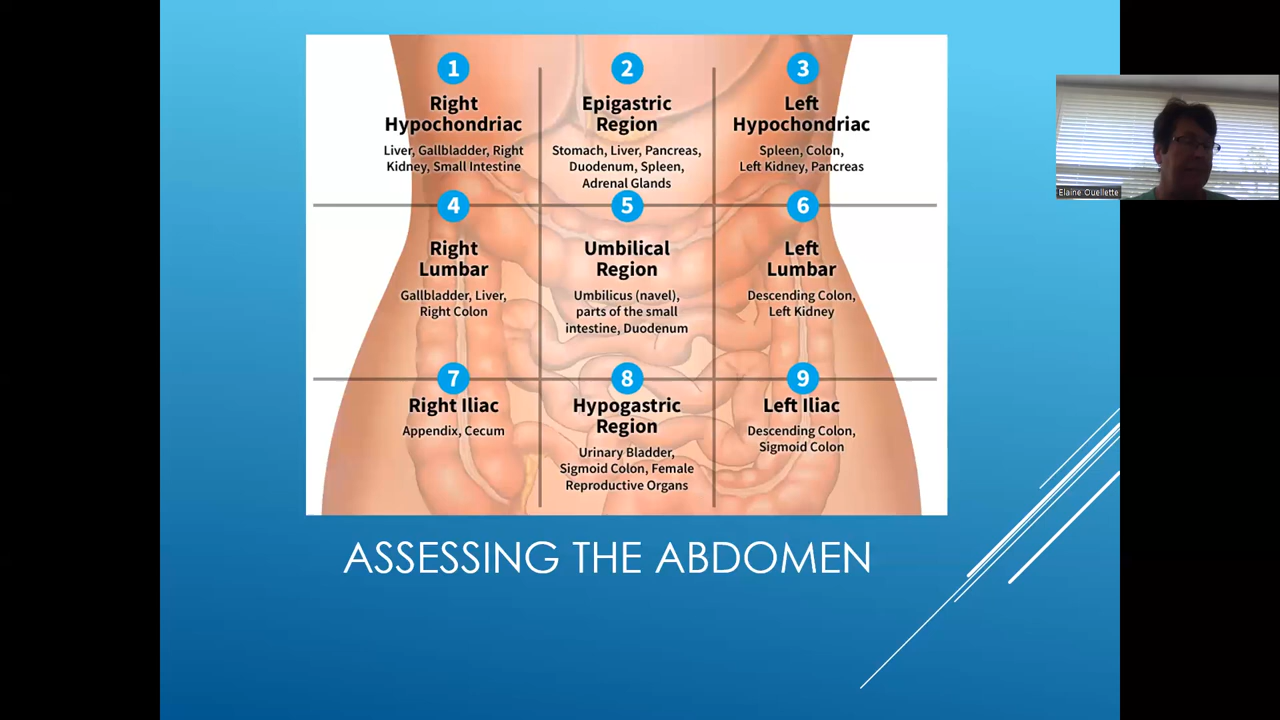 1
Right
Hypochondriac
Liver, Gallbladder, Right
Kidney, Small Intestine
2
Epigastric
Region
Stomach, Liver, Pancreas,
Duodenum, Spleen,
Adrenal Glands
3
Left
Hypochondriac
Spleen, Colon,
Left Kidney, Pancreas
4
Right
Lumbar
Gallbladder, Liver,
Right Colon
5
Umbilical
Region
Umbilicus (navel),
parts of the small
intestine, Duodenum
6
Left
Lumbar
Descending Colon,
Left Kidney
7
Right Iliac
Appendix, Cecum
8
Hypogastric
Region
Urinary Bladder,
Sigmoid Colon, Female
Reproductive Organs
9
Left Iliac
Descending Colon,
Sigmoid Colon
ASSESSING THE ABDOMEN
Elaine Ouellette